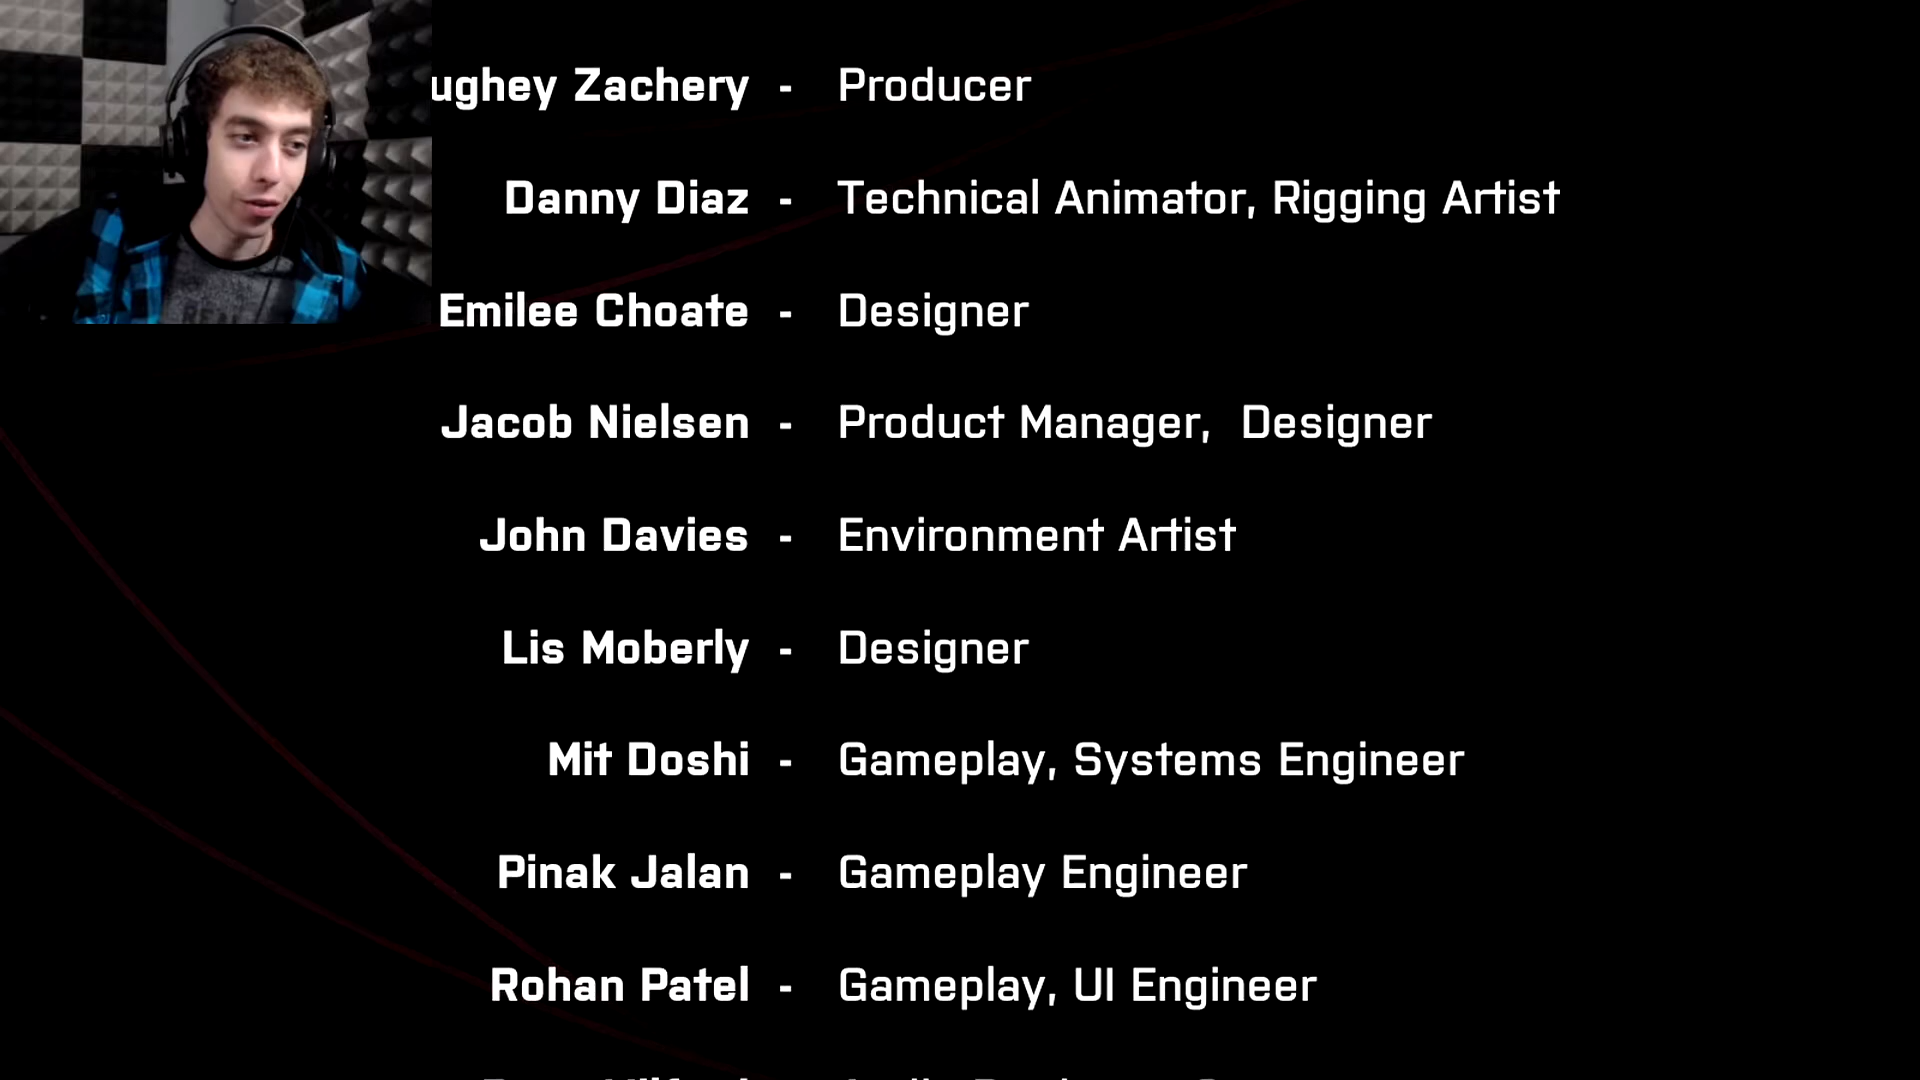 Zachery - Producer
Danny Diaz - Technical Animator, Rigging Artist
Emilee Choate - Designer
Jacob Nielsen - Product Manager, Designer
John Davies - Environment Artist
Lis Moberly - Designer
Mit Doshi - Gameplay, Systems Engineer
Pinak Jalan - Gameplay Engineer
Rohan Patel - Gameplay, UI Engineer